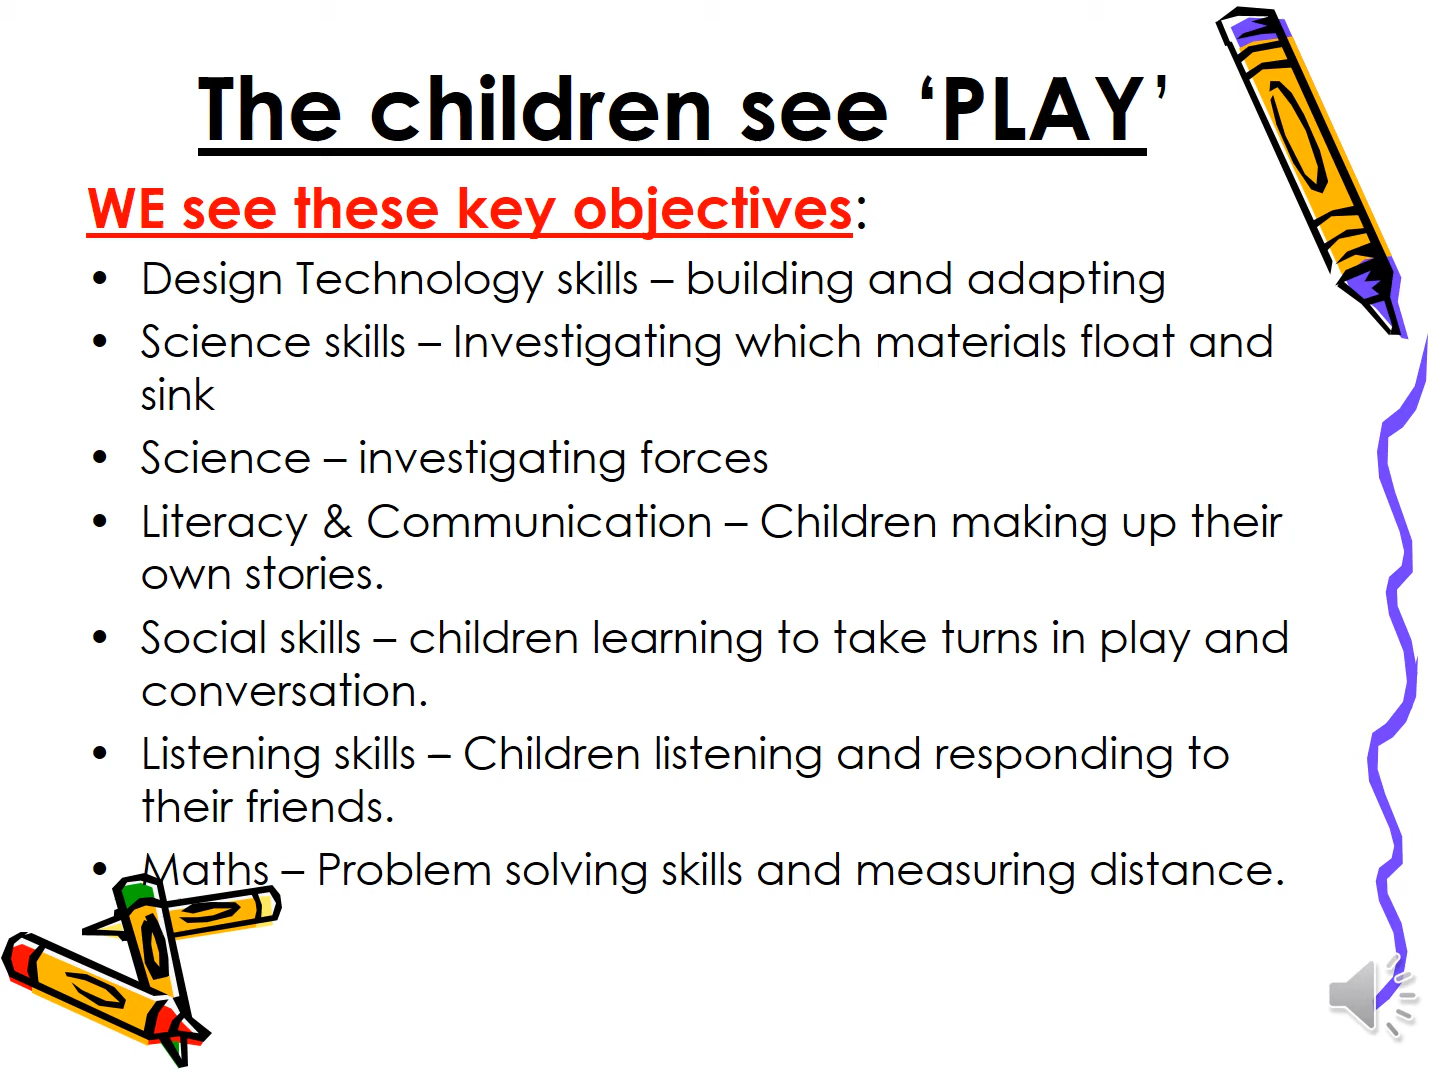 The children see ‘PLAY’
WE see these key objectives:
• Design Technology skills – building and adapting
• Science skills – Investigating which materials float and
sink
• Science – investigating forces
• Literacy & Communication – Children making up their
own stories.
• Social skills – children learning to take turns in play and
conversation.
• Listening skills – Children listening and responding to
their friends.
• Maths – Problem solving skills and measuring distance.